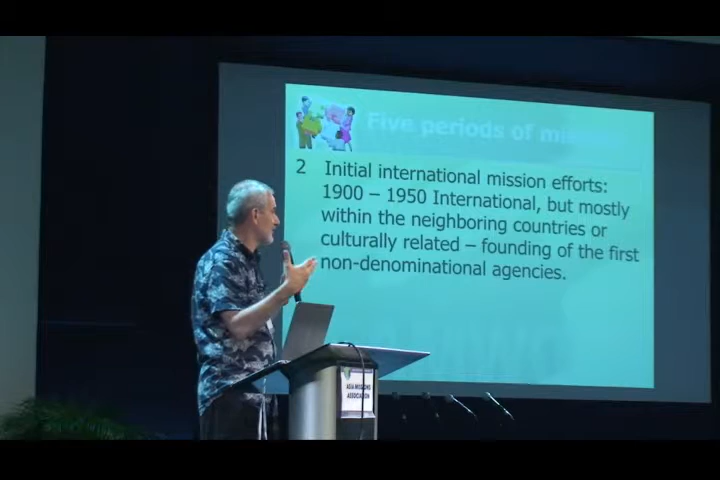 Five periods of
2 Initial international mission efforts:
1900 – 1950 International, but mostly
within the neighboring countries or
culturally related – founding of the first
non-denominational agencies.
ASIA MISSIONS
ASSOCIATION